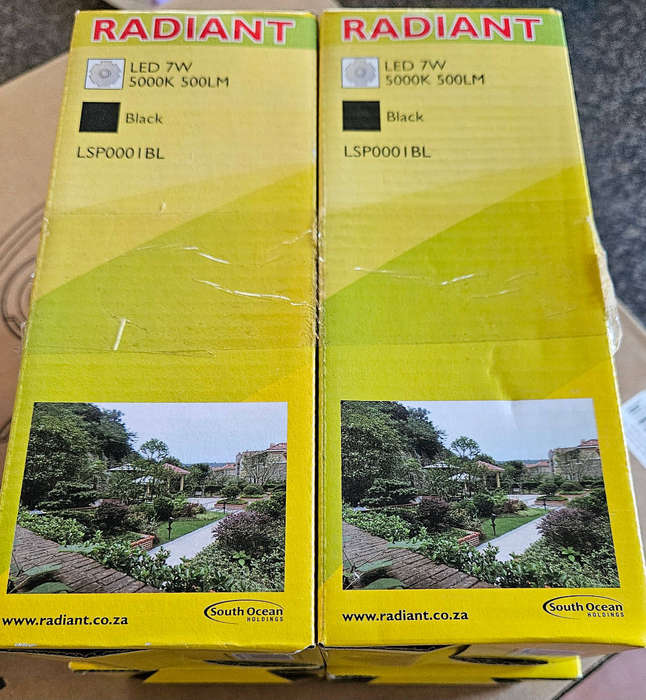 RADIANT
LED 7W
5000K 500LM
Black
LSP0001BL
www.radiant.co.za
South Ocean
HOLDINGS
RADIANT
LED 7W
5000K 500LM
Black
LSP0001BL
www.radiant.co.za
South Ocean
HOLDINGS